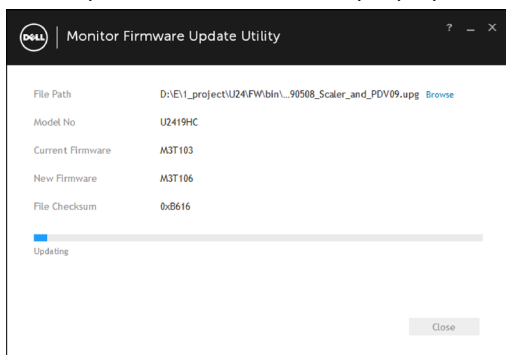 DELL Monitor Firmware Update Utility ? _ ×
File Path D:\E\1_project\U24\FW\bin\...90508_Scaler_and_PDV09.upg Browse
Model No U2419HC
Current Firmware M3T103
New Firmware M3T106
File Checksum 0xB616
Updating
Close